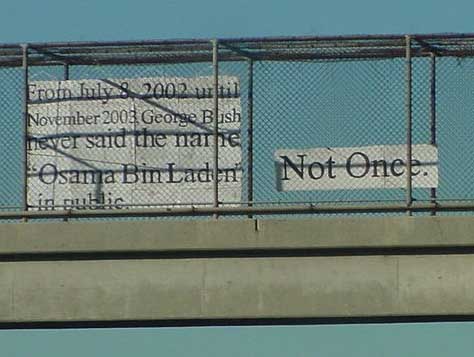 From July 8, 2002 until
November 2003 George Bush
never said the name
"Osama Bin Laden"
in public.
Not Once.